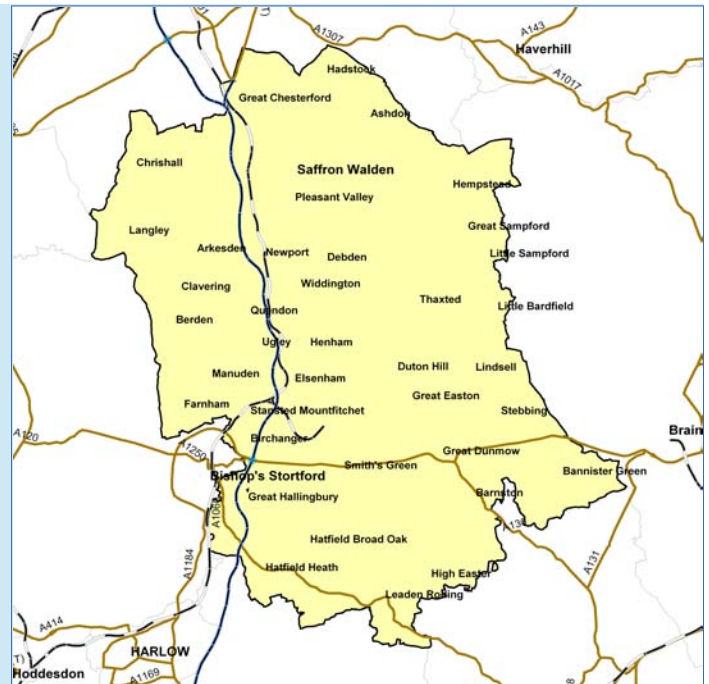 A1307
A143
Haverhill
Hadstock
A1017
Great Chesterford
Ashdon
Chrishall
Saffron Walden
Hempstead
Pleasant Valley
Langley
Great Sampford
Arkesden
Newport
Debden
Little Sampford
Clavering
Widdington
Thaxted
Little Bardfield
Quendon
Berden
Ugley
Henham
Manuden
Elsenham
Duton Hill
Lindsell
Great Easton
Farnham
Stansted Mountfitchet
Stebbing
A120
Birchanger
Brain
A1250
Great Dunmow
Smith's Green
Bannister Green
Bishop's Stortford
Great Hallingbury
Barnston
A1060
A130
Hatfield Broad Oak
A131
A1184
Hatfield Heath
High Easter
Leaden Roding
A414
HARLOW
Hoddesdon
A1169